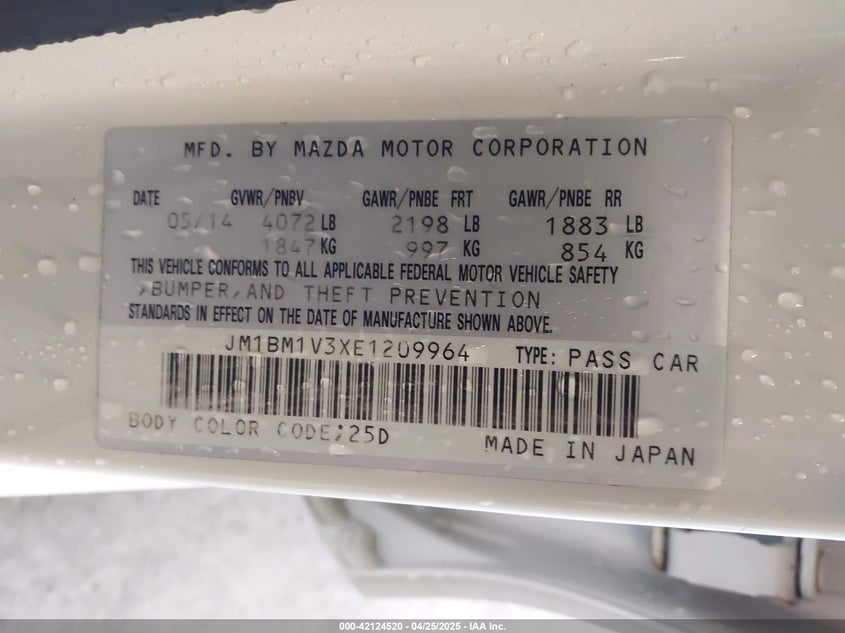 MFD. BY MAZDA MOTOR CORPORATION
DATE GVWR/PNBV GAWR/PNBE FRT GAWR/PNBE RR
05/14 4072 LB 2198 LB 1883 LB
1847 KG 997 KG 854 KG
THIS VEHICLE CONFORMS TO ALL APPLICABLE FEDERAL MOTOR VEHICLE SAFETY
,BUMPER,AND THEFT PREVENTION
STANDARDS IN EFFECT ON THE DATE OF MANUFACTURE SHOWN ABOVE.
JM1BM1V3XE1209964 TYPE: PASS CAR
BODY COLOR CODE;25D MADE IN JAPAN
000-42124520 - 04/25/2025 - IAA Inc.